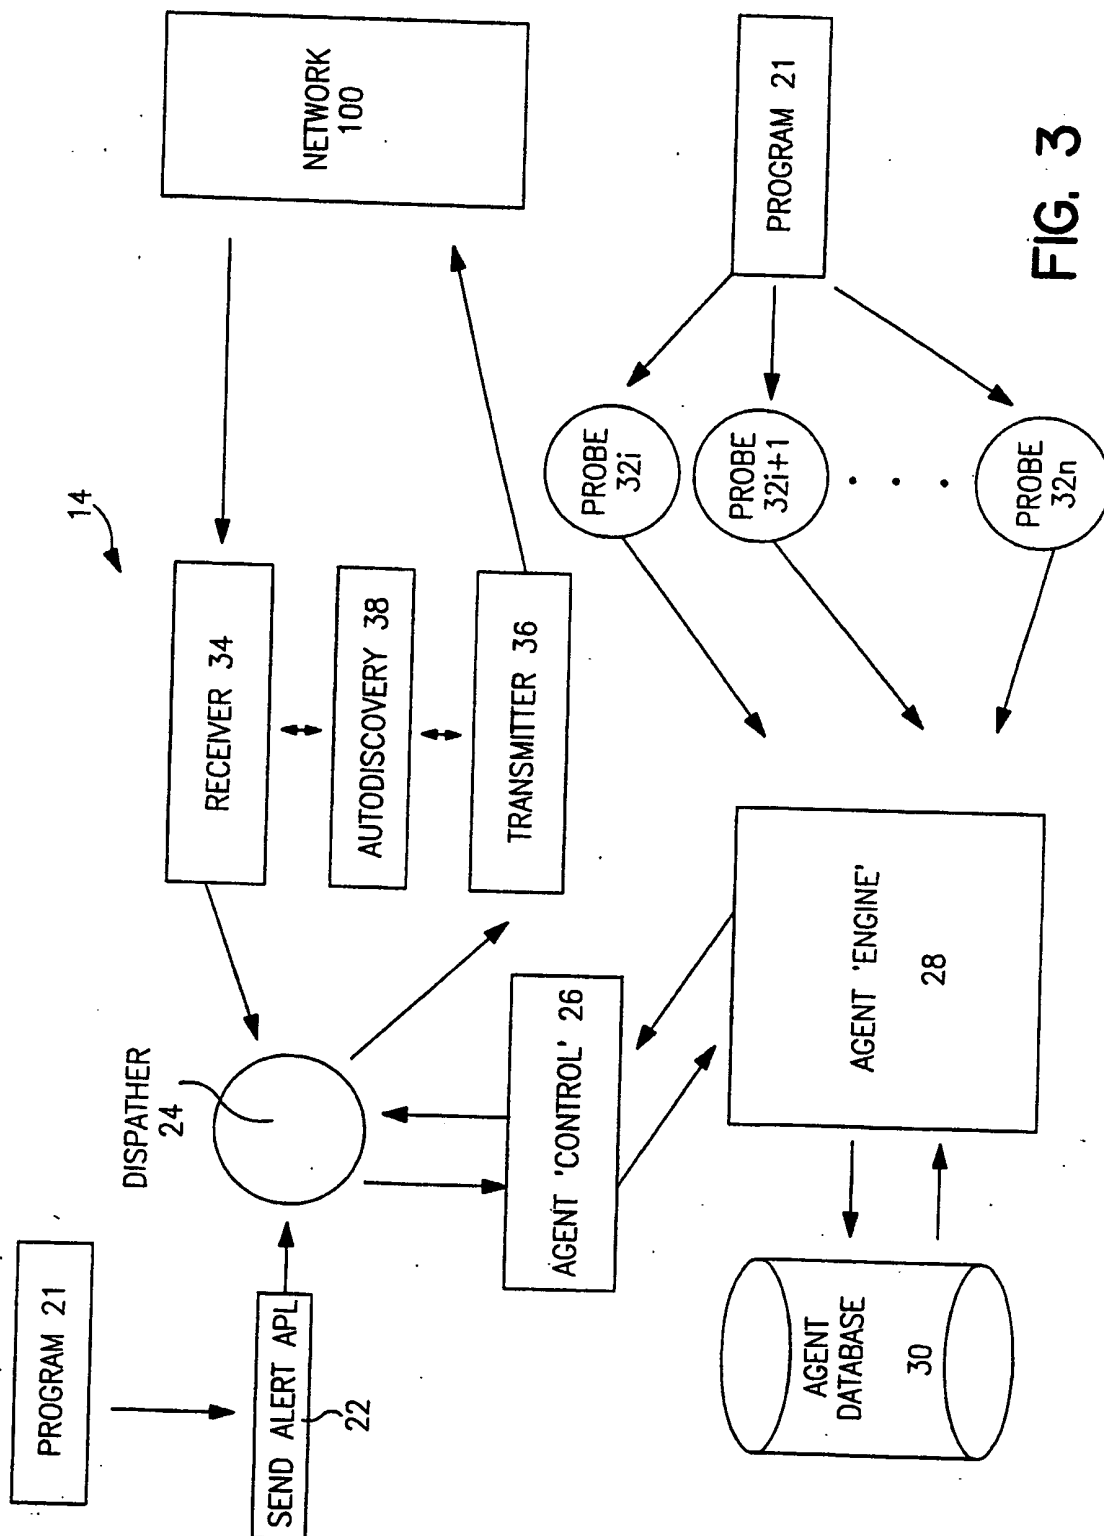 PROGRAM 21
SEND ALERT APL
22
DISPATHER
24
14
RECEIVER 34
AUTODISCOVERY 38
TRANSMITTER 36
NETWORK
100
AGENT 'CONTROL' 26
AGENT
DATABASE
30
AGENT 'ENGINE'
28
PROBE
32i
PROBE
32i+1
PROBE
32n
PROGRAM 21
FIG. 3